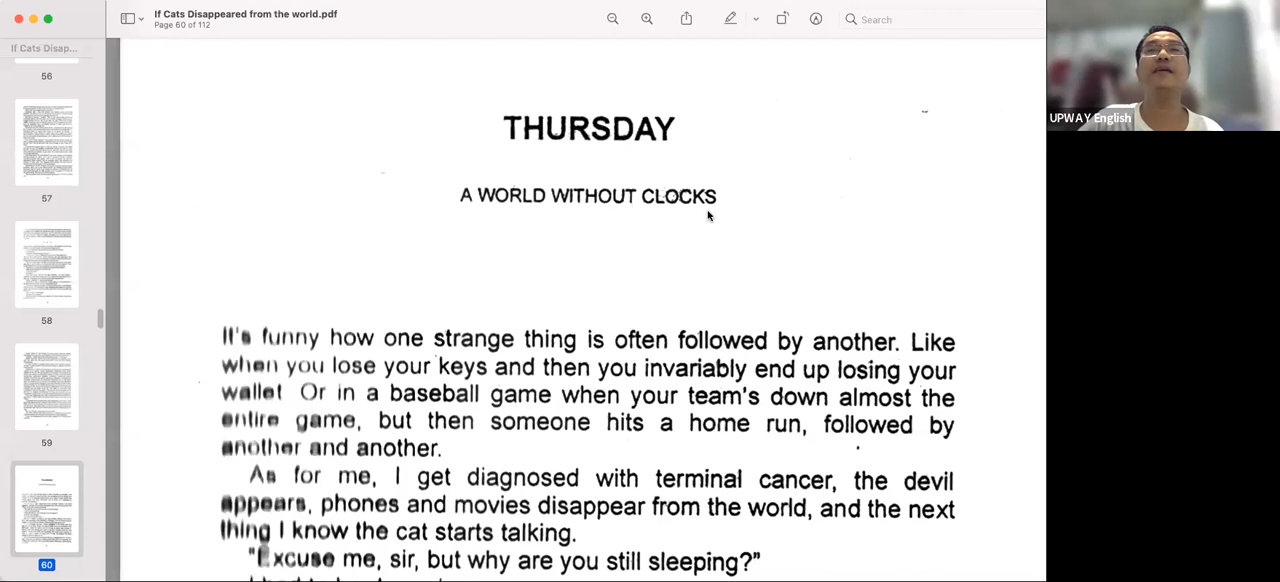 If Cats Disappeared from the world.pdf
Page 60 of 112
Search
If Cats Disap...
56
57
58
59
60
THURSDAY
A WORLD WITHOUT CLOCKS
It's funny how one strange thing is often followed by another. Like
when you lose your keys and then you invariably end up losing your
wallet Or in a baseball game when your team's down almost the
entire game, but then someone hits a home run, followed by
another and another.
As for me, I get diagnosed with terminal cancer, the devil
appears, phones and movies disappear from the world, and the next
thing I know the cat starts talking.
"Excuse me, sir, but why are you still sleeping?"
UPWAY English